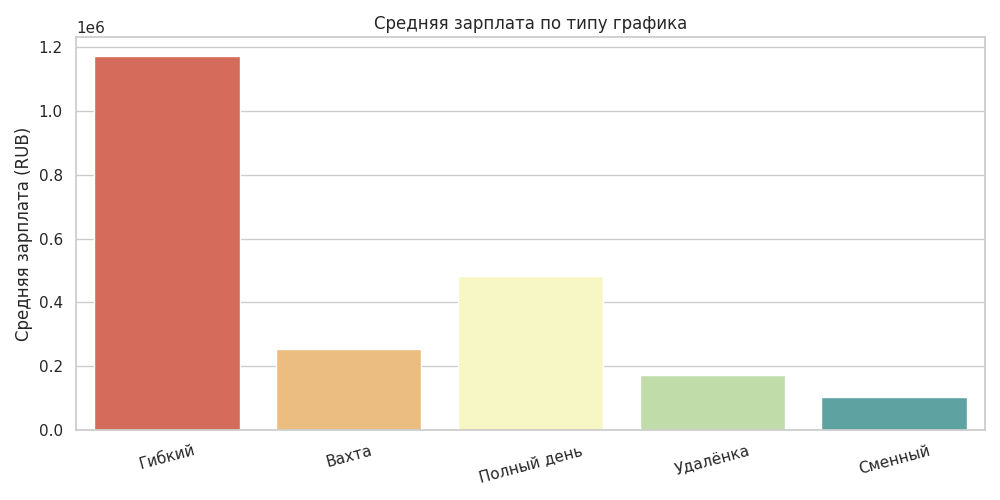 Средняя зарплата по типу графика
1e6
Средняя зарплата (RUB)
1.2
1.0
0.8
0.6
0.4
0.2
0.0
Гибкий
Вахта
Полный день
Удалёнка
Сменный